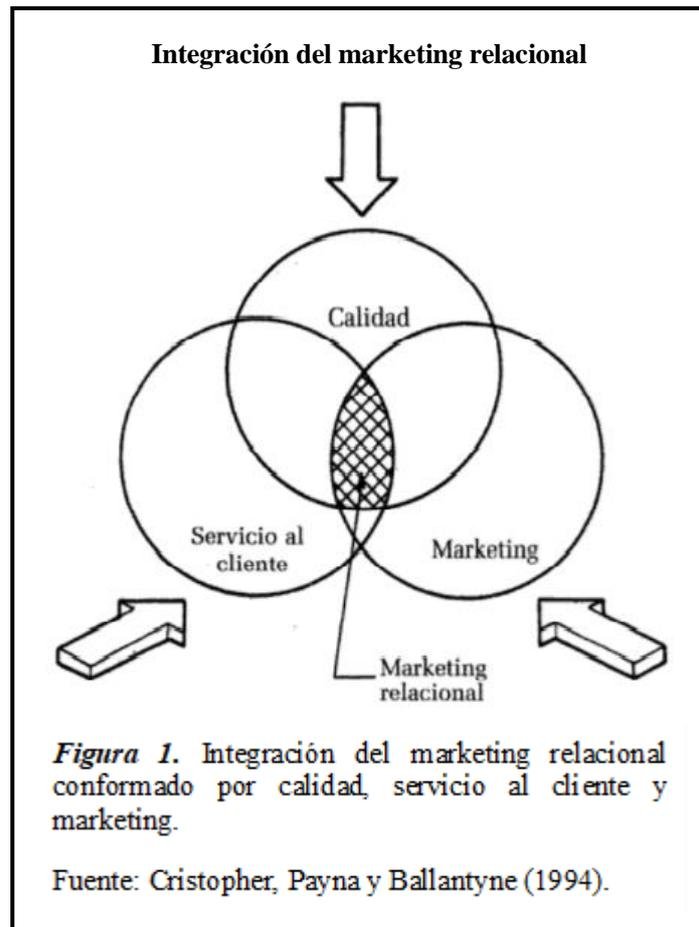 Integración del marketing relacional
Calidad
Servicio al
cliente
Marketing
Marketing
relacional
Figura 1. Integración del marketing relacional
conformado por calidad, servicio al cliente y
marketing.
Fuente: Cristopher, Payna y Ballantyne (1994).